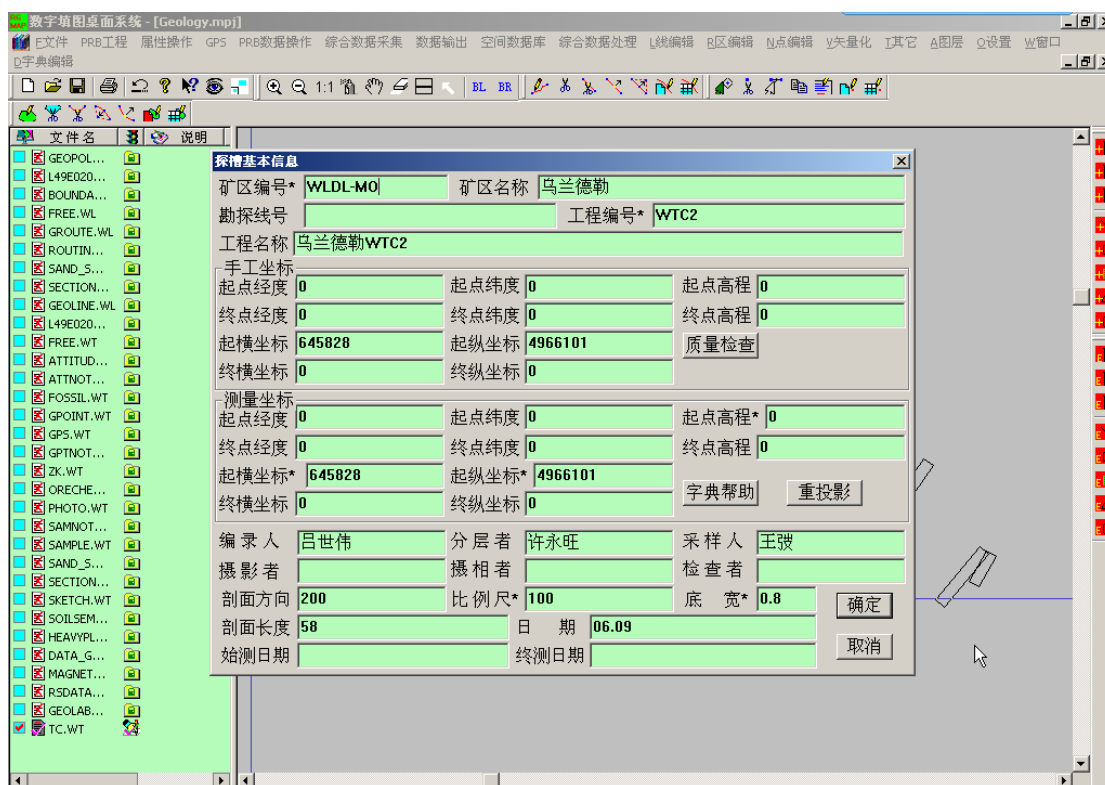 数字填图桌面系统 - [Geology.mpj]
F文件 PRB工程 属性操作 GPS PRB数据操作 综合数据采集 数据输出 空间数据库 综合数据处理 L线编辑 R区编辑 N点编辑 V矢量化 I其它 A图层 O设置 W窗口
D字典编辑
1:1 BL BR
文件名 说明
GEOPOL...
L49E020...
BOUNDA...
FREE.WL
GROUTE.WL
ROUTIN...
SAND_S...
SECTION...
GEOLINE.WL
L49E020...
FREE.WT
ATTITUD...
ATTNOT...
FOSSIL.WT
GPOINT.WT
GPS.WT
GPTNOT...
ZK.WT
ORECHE...
PHOTO.WT
SAMNOT...
SAMPLE.WT
SAND_S...
SECTION...
SKETCH.WT
SOILSEM...
HEAVYPL...
DATA_G...
MAGNET...
RSDATA...
GEOLAB...
TC.WT
探槽基本信息
矿区编号* WLDL-MO 矿区名称 乌兰德勒
勘探线号 工程编号* WTC2
工程名称 乌兰德勒WTC2
手工坐标
起点经度 0 起点纬度 0 起点高程 0
终点经度 0 终点纬度 0 终点高程 0
起横坐标 645828 起纵坐标 4966101 质量检查
终横坐标 0 终纵坐标 0
测量坐标
起点经度 0 起点纬度 0 起点高程* 0
终点经度 0 终点纬度 0 终点高程 0
起横坐标* 645828 起纵坐标* 4966101
终横坐标 0 终纵坐标 0 字典帮助 重投影
编录人 吕世伟 分层者 许永旺 采样人 王弢
摄影者 摄相者 检查者
剖面方向 200 比例尺* 100 底宽* 0.8 确定
剖面长度 58 日期 06.09
始测日期 终测日期 取消